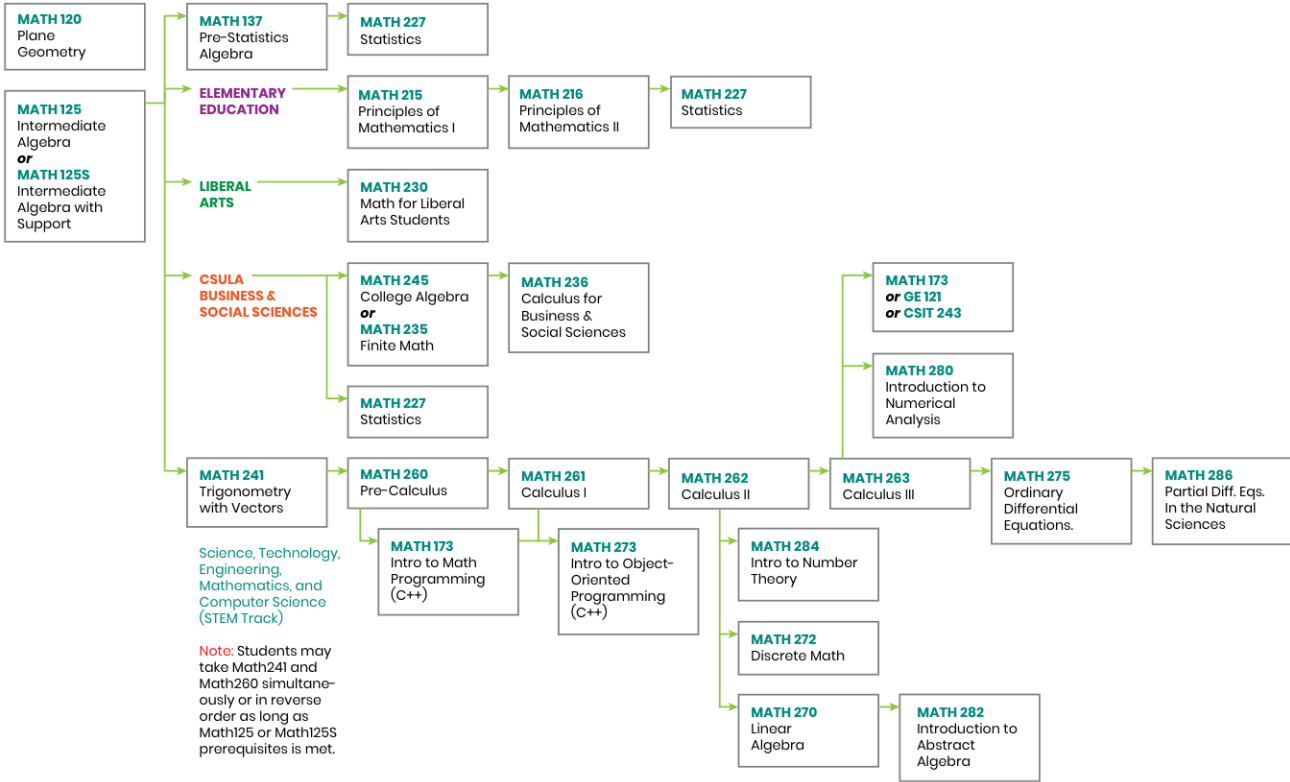 MATH 120
Plane
Geometry
MATH 137
Pre-Statistics
Algebra
MATH 227
Statistics
MATH 125
Intermediate
Algebra
or
MATH 125S
Intermediate
Algebra with
Support
ELEMENTARY
EDUCATION
MATH 215
Principles of
Mathematics I
MATH 216
Principles of
Mathematics II
MATH 227
Statistics
LIBERAL
ARTS
MATH 230
Math for Liberal
Arts Students
CSULA
BUSINESS &
SOCIAL SCIENCES
MATH 245
College Algebra
or
MATH 235
Finite Math
MATH 236
Calculus for
Business &
Social Sciences
MATH 227
Statistics
MATH 173
or GE 121
or CSIT 243
MATH 280
Introduction to
Numerical
Analysis
MATH 241
Trigonometry
with Vectors
MATH 260
Pre-Calculus
MATH 261
Calculus I
MATH 262
Calculus II
MATH 263
Calculus III
MATH 275
Ordinary
Differential
Equations.
MATH 286
Partial Diff. Eqs.
In the Natural
Sciences
MATH 173
Intro to Math
Programming
(C++)
MATH 273
Intro to Object-
Oriented
Programming
(C++)
MATH 284
Intro to Number
Theory
MATH 272
Discrete Math
MATH 270
Linear
Algebra
MATH 282
Introduction to
Abstract
Algebra
Science, Technology,
Engineering,
Mathematics, and
Computer Science
(STEM Track)
Note: Students may
take Math241 and
Math260 simultane-
ously or in reverse
order as long as
Math125 or Math125S
prerequisites is met.